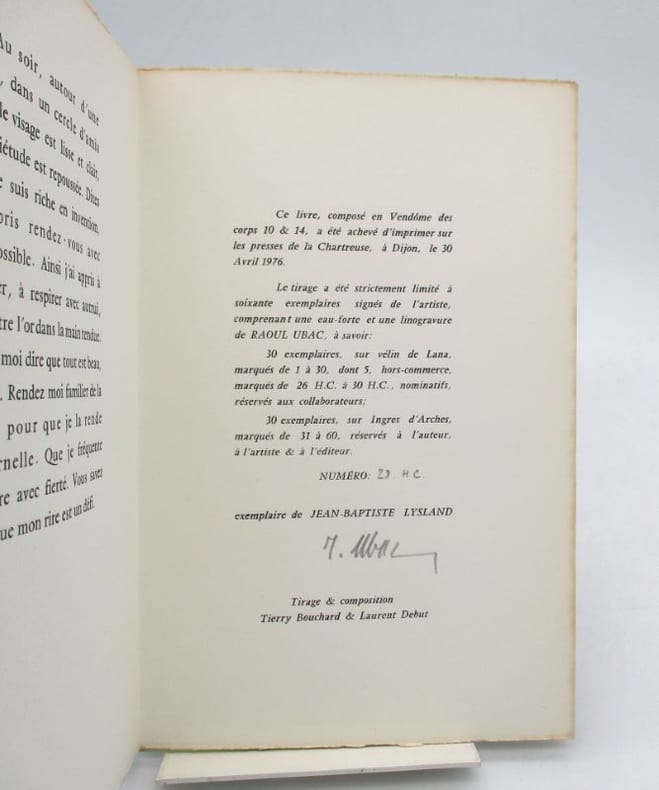 Au soir, autour d'une
, dans un cercle d'amis
le visage est lisse et clair,
iétude est repoussée. Dites
e suis riche en invention,
pris rendez-vous avec
ossible. Ainsi j'ai appris à
er, à respirer avec autrui,
tre l'or dans la main tendue.
moi dire que tout est beau,
. Rendez moi familier de la
pour que je la rende
rnelle. Que je fréquente
re avec fierté. Vous savez
ue mon rire est un défi.
Ce livre, composé en Vendôme des
corps 10 & 14, a été achevé d'imprimer sur
les presses de la Chartreuse, à Dijon, le 30
Avril 1976.
Le tirage a été strictement limité à
soixante exemplaires signés de l'artiste,
comprenant une eau-forte et une linogravure
de RAOUL UBAC, à savoir:
30 exemplaires, sur vélin de Lana,
marqués de 1 à 30, dont 5, hors-commerce,
marqués de 26 H.C. à 30 H.C., nominatifs,
réservés aux collaborateurs;
30 exemplaires, sur Ingres d'Arches,
marqués de 31 à 60, réservés à l'auteur,
à l'artiste & à l'éditeur.
NUMÉRO: 28 H C.
exemplaire de JEAN-BAPTISTE LYSLAND
Ubac
Tirage & composition
Tierry Bouchard & Laurent Debut